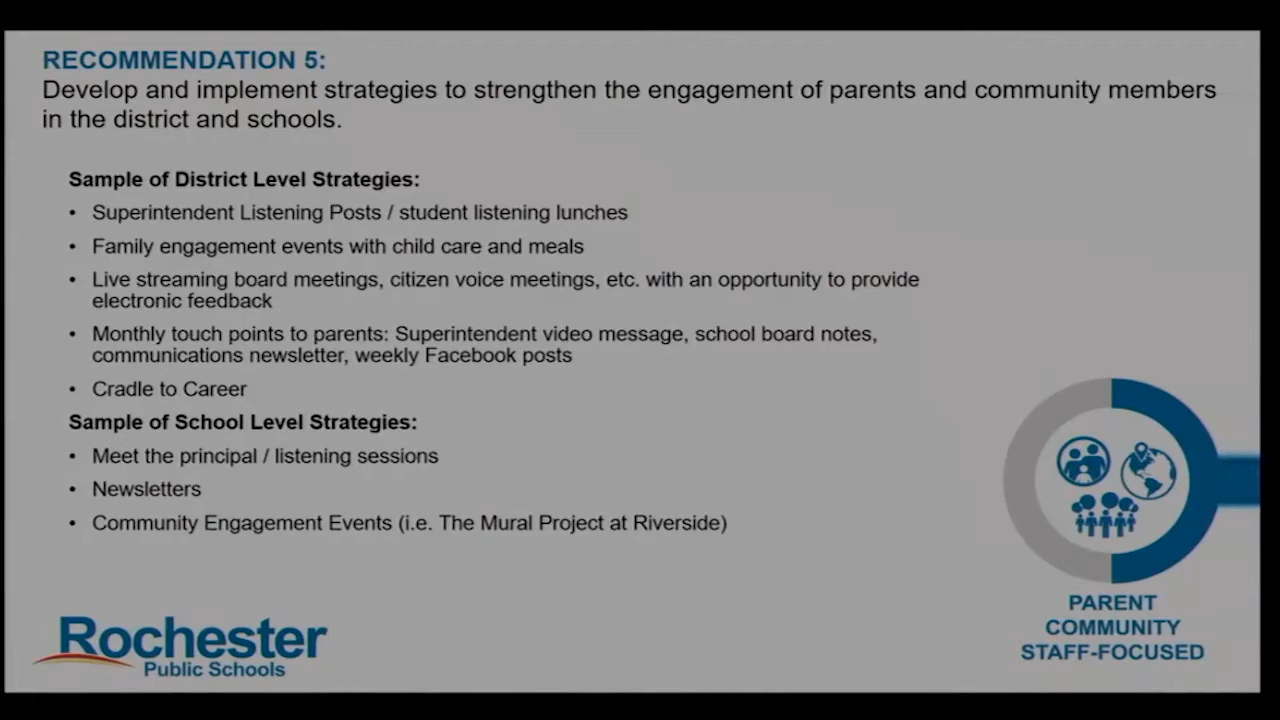 RECOMMENDATION 5:
Develop and implement strategies to strengthen the engagement of parents and community members
in the district and schools.
Sample of District Level Strategies:
• Superintendent Listening Posts / student listening lunches
• Family engagement events with child care and meals
• Live streaming board meetings, citizen voice meetings, etc. with an opportunity to provide
electronic feedback
• Monthly touch points to parents: Superintendent video message, school board notes,
communications newsletter, weekly Facebook posts
• Cradle to Career
Sample of School Level Strategies:
• Meet the principal / listening sessions
• Newsletters
• Community Engagement Events (i.e. The Mural Project at Riverside)
PARENT
COMMUNITY
STAFF-FOCUSED
Rochester
Public Schools